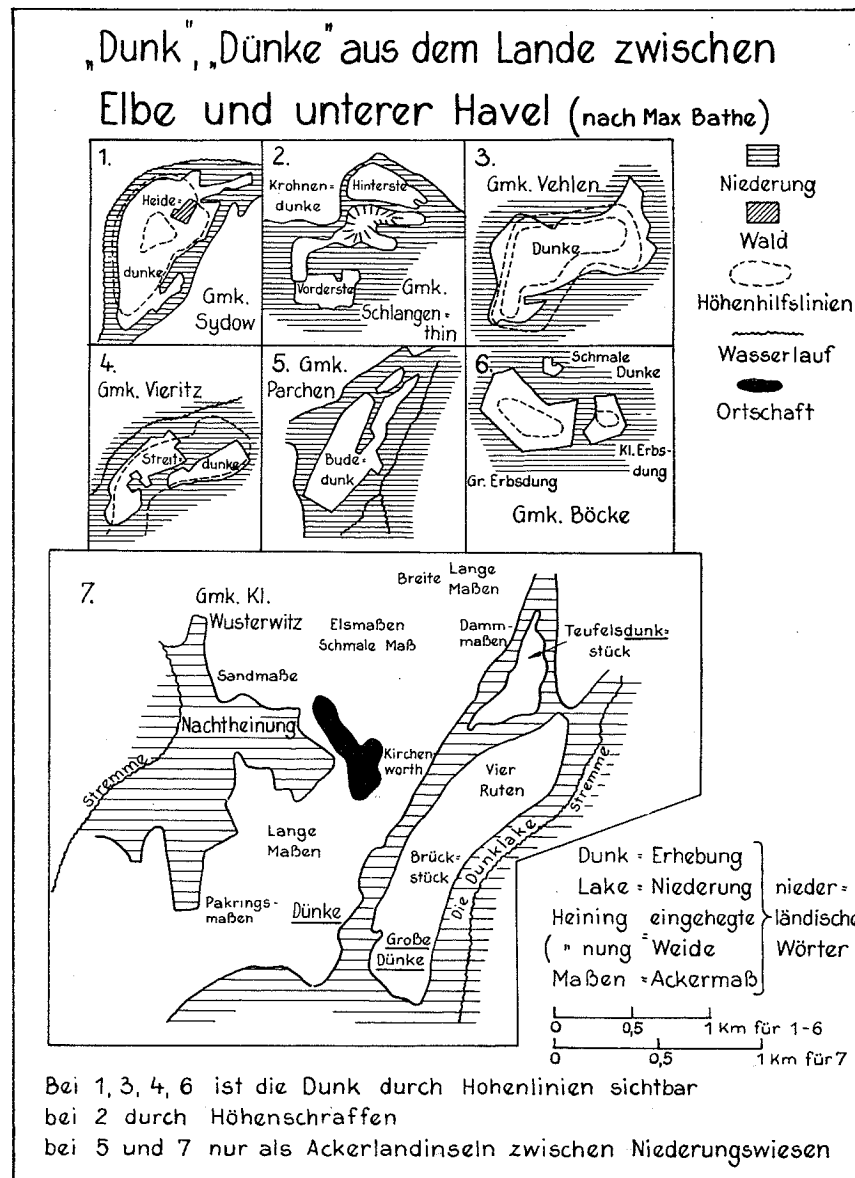 „Dunk", „Dünke" aus dem Lande zwischen
Elbe und unterer Havel (nach Max Bathe)
1.
Heide=
dunke
Gmk.
Sydow
2.
Krohnen=
dunke
Hinterste
Vorderste
Gmk.
Schlangen=
thin
3.
Gmk. Vehlen
Dunke
4.
Gmk. Vieritz
Streit=
dunke
5. Gmk.
Parchen
Bude=
dunk
6.
Schmale
Dunke
Kl. Erbs=
dung
Gr. Erbsdung
Gmk. Böcke
Niederung
Wald
Höhenhilfslinien
Wasserlauf
Ortschaft
7.
Gmk. Kl.
Wusterwitz
Breite Lange
Maßen
Elsmaßen
Schmale Maß
Damm=
maßen
Teufelsdunk=
stück
Sandmaße
Nachtheinung
Kirchen=
worth
Stremme
Vier
Ruten
Stremme
Lange
Maßen
Brück=
stück
Die Dunklake
Pakrings=
maßen
Dünke
Große
Dünke
Dunk = Erhebung
Lake = Niederung
Heining eingehegte
( " nung = Weide
Maßen = Ackermaß
nieder=
ländische
Wörter
0 0,5 1 Km für 1-6
0 0,5 1 Km für 7
Bei 1, 3, 4, 6 ist die Dunk durch Hohenlinien sichtbar
bei 2 durch Höhenschraffen
bei 5 und 7 nur als Ackerlandinseln zwischen Niederungswiesen